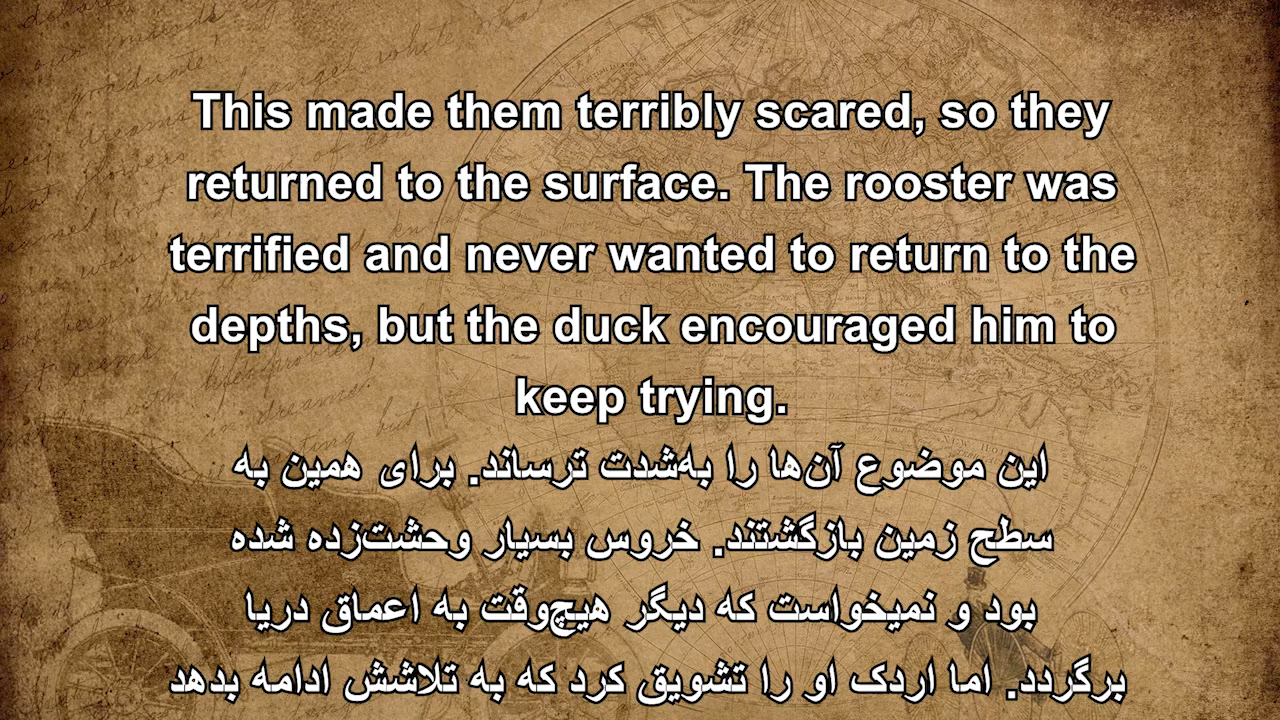 This made them terribly scared, so they
returned to the surface. The rooster was
terrified and never wanted to return to the
depths, but the duck encouraged him to
keep trying.
این موضوع آن‌ها را به‌شدت ترساند. برای همین به
سطح زمین بازگشتند. خروس بسیار وحشت‌زده شده
بود و نمیخواست که دیگر هیچ‌وقت به اعماق دریا
برگردد. اما اردک او را تشویق کرد که به تلاشش ادامه بدهد